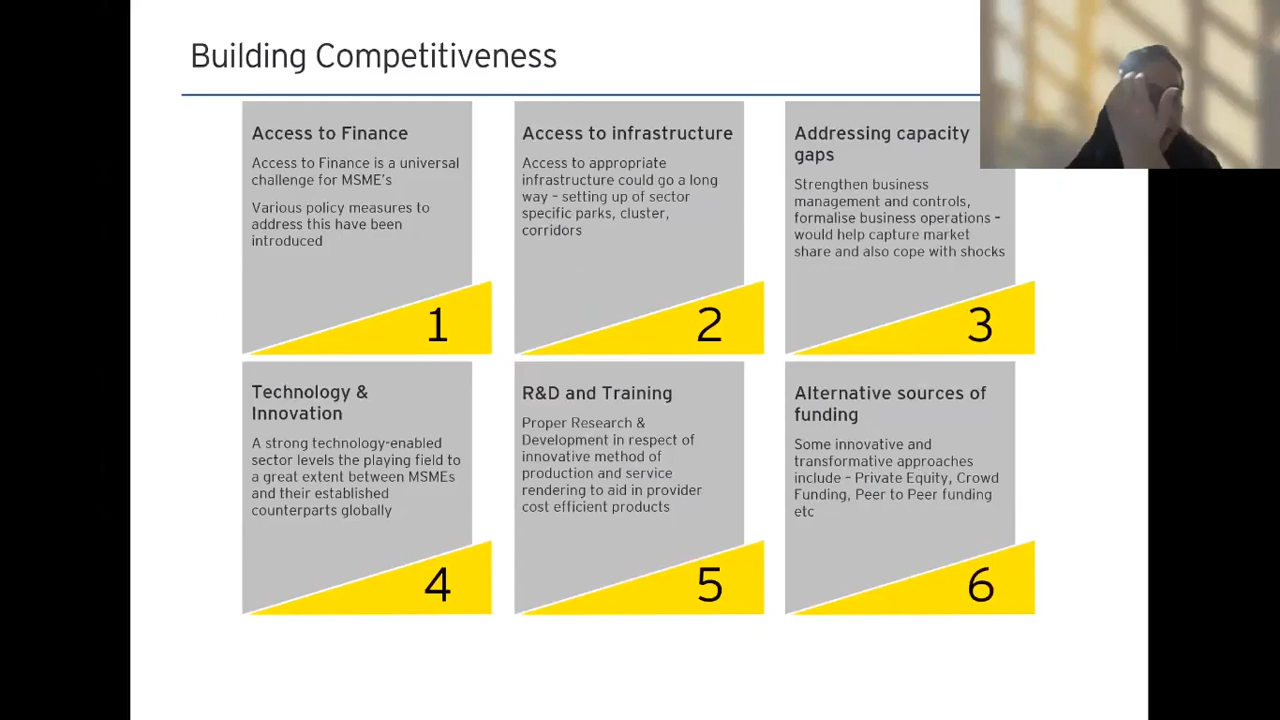 Building Competitiveness
Access to Finance
Access to Finance is a universal
challenge for MSME's
Various policy measures to
address this have been
introduced
1
Access to infrastructure
Access to appropriate
infrastructure could go a long
way – setting up of sector
specific parks, cluster,
corridors
2
Addressing capacity
gaps
Strengthen business
management and controls,
formalise business operations –
would help capture market
share and also cope with shocks
3
Technology &
Innovation
A strong technology-enabled
sector levels the playing field to
a great extent between MSMEs
and their established
counterparts globally
4
R&D and Training
Proper Research &
Development in respect of
innovative method of
production and service
rendering to aid in provider
cost efficient products
5
Alternative sources of
funding
Some innovative and
transformative approaches
include – Private Equity, Crowd
Funding, Peer to Peer funding
etc
6